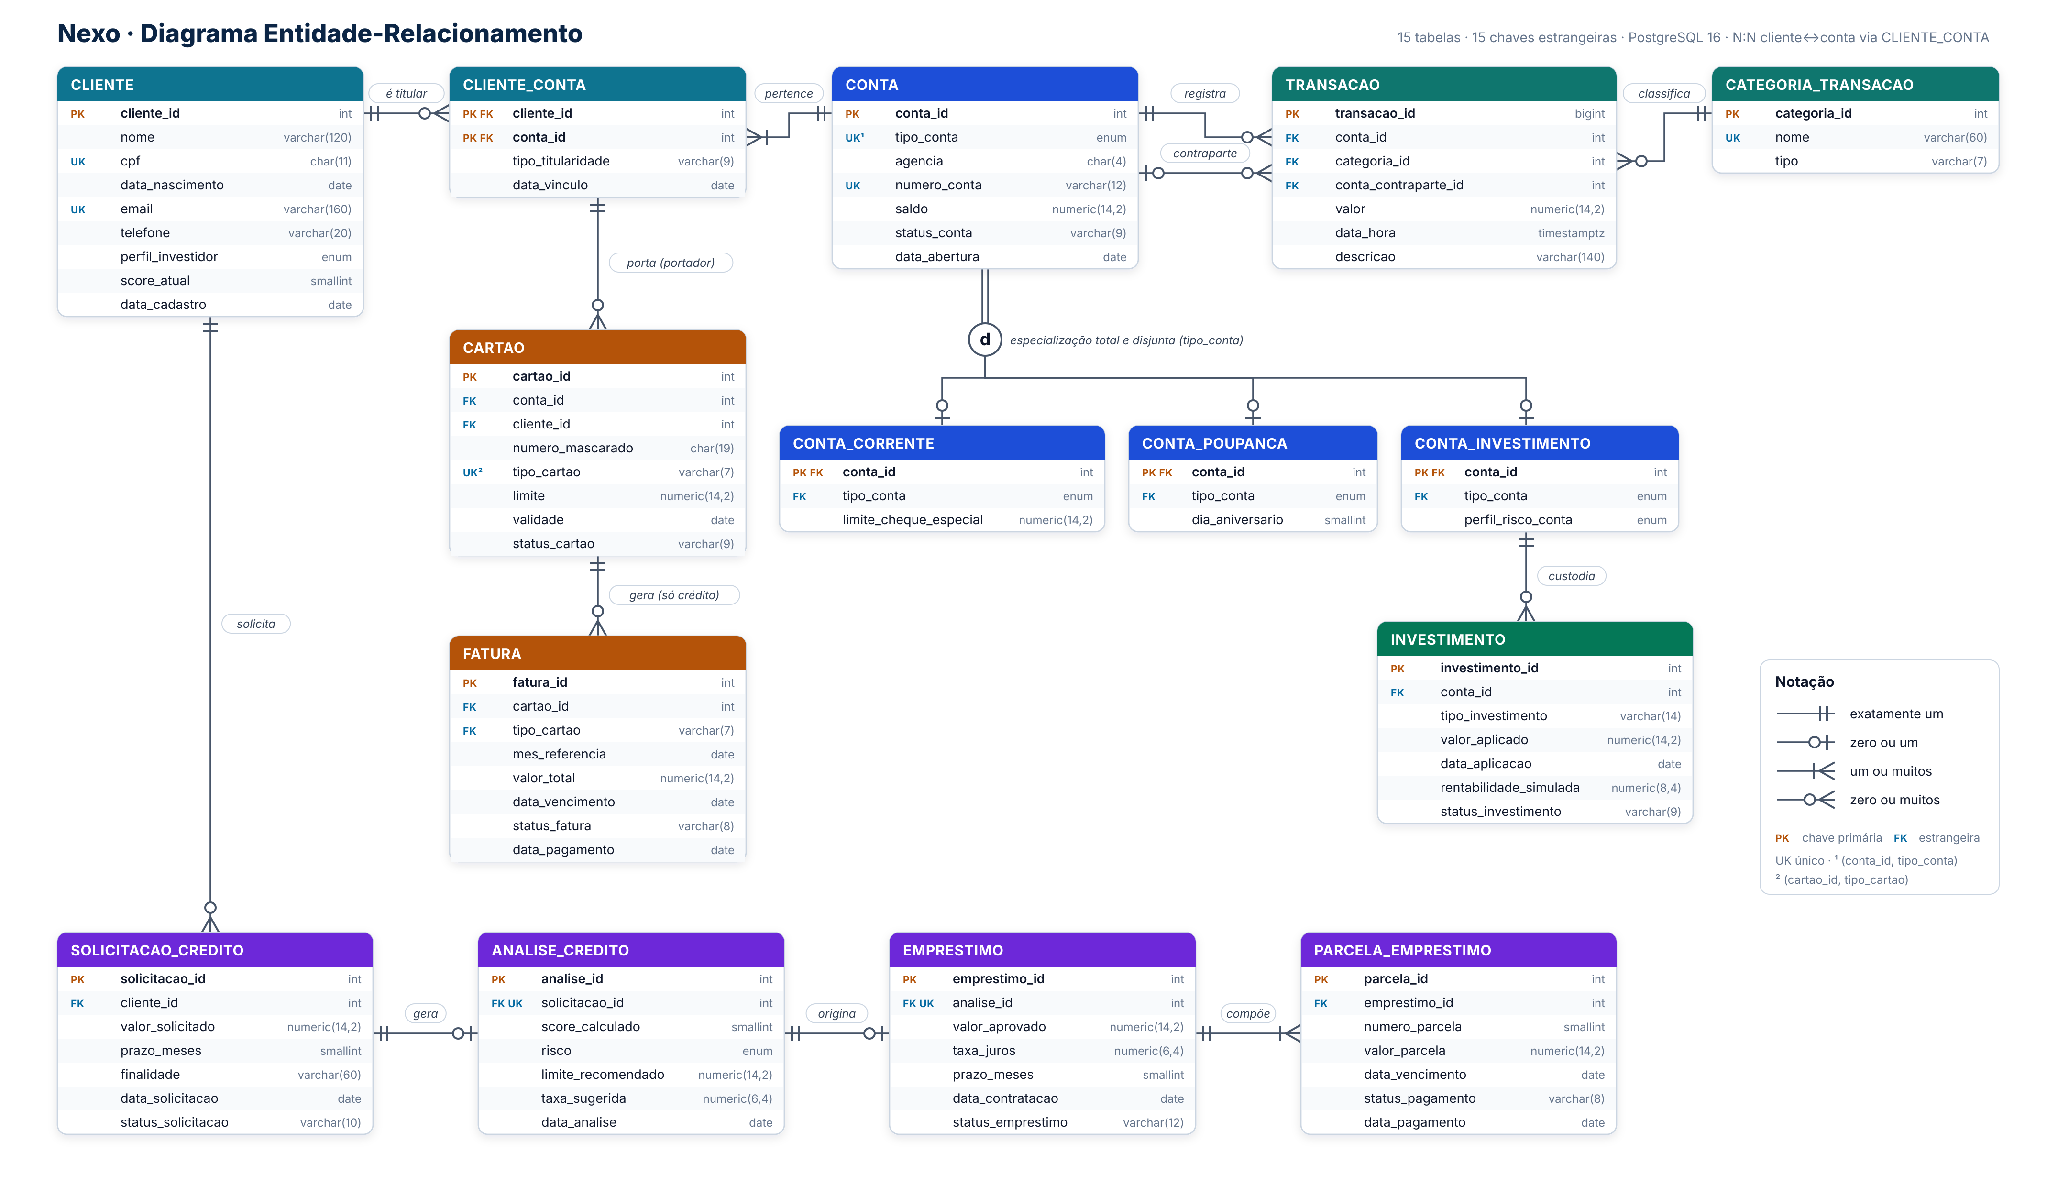 Nexo · Diagrama Entidade-Relacionamento
15 tabelas · 15 chaves estrangeiras · PostgreSQL 16 · N:N cliente↔conta via CLIENTE_CONTA
CLIENTE
PK cliente_id int
nome varchar(120)
UK cpf char(11)
data_nascimento date
UK email varchar(160)
telefone varchar(20)
perfil_investidor enum
score_atual smallint
data_cadastro date
é titular
CLIENTE_CONTA
PK FK cliente_id int
PK FK conta_id int
tipo_titularidade varchar(9)
data_vinculo date
pertence
CONTA
PK conta_id int
UK¹ tipo_conta enum
agencia char(4)
UK numero_conta varchar(12)
saldo numeric(14,2)
status_conta varchar(9)
data_abertura date
registra
contraparte
TRANSACAO
PK transacao_id bigint
FK conta_id int
FK categoria_id int
FK conta_contraparte_id int
valor numeric(14,2)
data_hora timestamptz
descricao varchar(140)
classifica
CATEGORIA_TRANSACAO
PK categoria_id int
UK nome varchar(60)
tipo varchar(7)
porta (portador)
d especialização total e disjunta (tipo_conta)
CARTAO
PK cartao_id int
FK conta_id int
FK cliente_id int
numero_mascarado char(19)
UK² tipo_cartao varchar(7)
limite numeric(14,2)
validade date
status_cartao varchar(9)
CONTA_CORRENTE
PK FK conta_id int
FK tipo_conta enum
limite_cheque_especial numeric(14,2)
CONTA_POUPANCA
PK FK conta_id int
FK tipo_conta enum
dia_aniversario smallint
CONTA_INVESTIMENTO
PK FK conta_id int
FK tipo_conta enum
perfil_risco_conta enum
gera (só crédito)
custodia
solicita
FATURA
PK fatura_id int
FK cartao_id int
FK tipo_cartao varchar(7)
mes_referencia date
valor_total numeric(14,2)
data_vencimento date
status_fatura varchar(8)
data_pagamento date
INVESTIMENTO
PK investimento_id int
FK conta_id int
tipo_investimento varchar(14)
valor_aplicado numeric(14,2)
data_aplicacao date
rentabilidade_simulada numeric(8,4)
status_investimento varchar(9)
Notação
exatamente um
zero ou um
um ou muitos
zero ou muitos
PK chave primária FK estrangeira
UK único · ¹ (conta_id, tipo_conta)
² (cartao_id, tipo_cartao)
SOLICITACAO_CREDITO
PK solicitacao_id int
FK cliente_id int
valor_solicitado numeric(14,2)
prazo_meses smallint
finalidade varchar(60)
data_solicitacao date
status_solicitacao varchar(10)
gera
ANALISE_CREDITO
PK analise_id int
FK UK solicitacao_id int
score_calculado smallint
risco enum
limite_recomendado numeric(14,2)
taxa_sugerida numeric(6,4)
data_analise date
origina
EMPRESTIMO
PK emprestimo_id int
FK UK analise_id int
valor_aprovado numeric(14,2)
taxa_juros numeric(6,4)
prazo_meses smallint
data_contratacao date
status_emprestimo varchar(12)
compõe
PARCELA_EMPRESTIMO
PK parcela_id int
FK emprestimo_id int
numero_parcela smallint
valor_parcela numeric(14,2)
data_vencimento date
status_pagamento varchar(8)
data_pagamento date